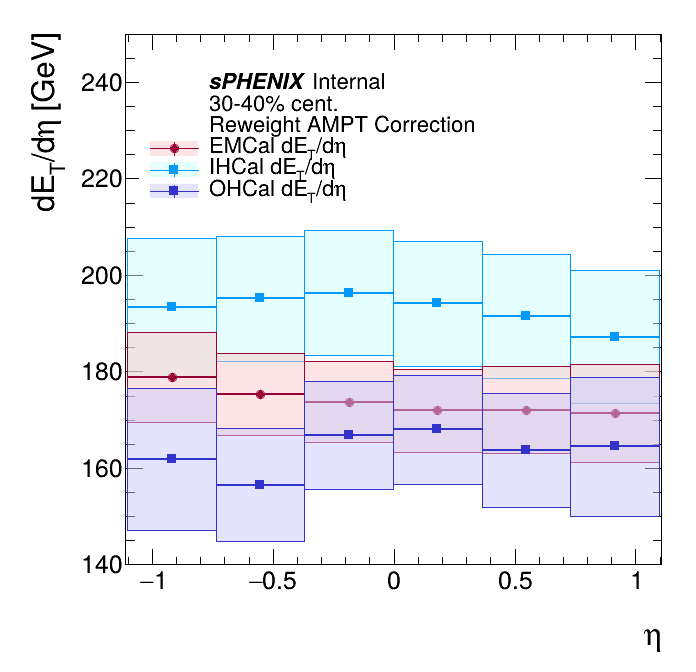 dE_T/dη [GeV]
240
220
200
180
160
140
sPHENIX Internal
30-40% cent.
Reweight AMPT Correction
EMCal dE_T/dη
IHCal dE_T/dη
OHCal dE_T/dη
−1
−0.5
0
0.5
1
η